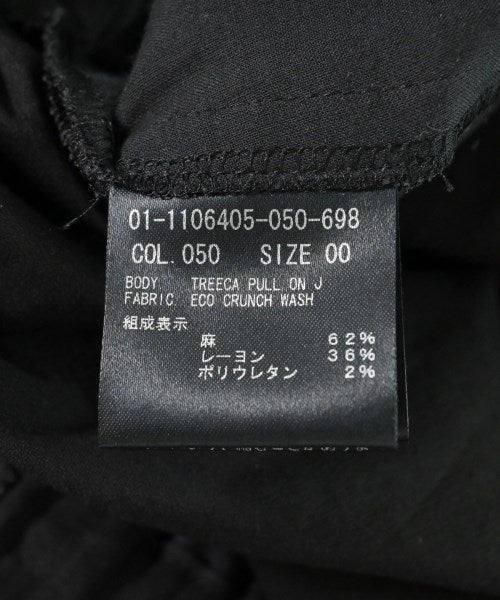 01-1106405-050-698
COL.050 SIZE 00
BODY TREECA PULL ON J
FABRIC ECO CRUNCH WASH
組成表示
麻 62%
レーヨン 36%
ポリウレタン 2%